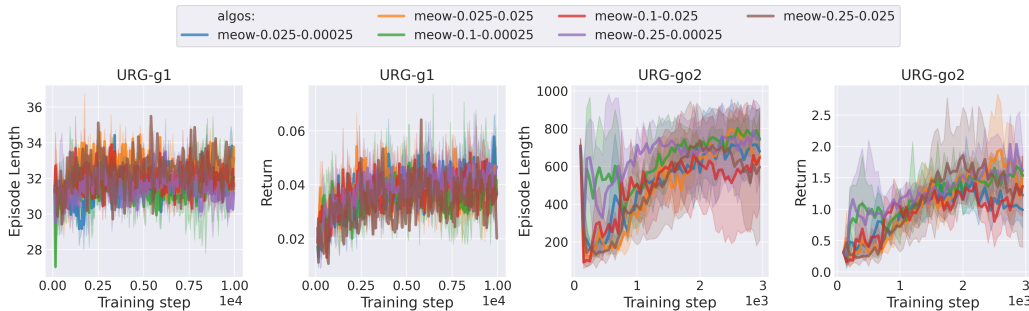 algos:
meow-0.025-0.00025
meow-0.025-0.025
meow-0.1-0.00025
meow-0.1-0.025
meow-0.25-0.00025
meow-0.25-0.025
URG-g1
Episode Length
36
34
32
30
28
0.00 0.25 0.50 0.75 1.00
1e4
Training step
URG-g1
Return
0.06
0.04
0.02
0.00 0.25 0.50 0.75 1.00
1e4
Training step
URG-go2
Episode Length
1000
800
600
400
200
0 1 2 3
1e3
Training step
URG-go2
Return
2.5
2.0
1.5
1.0
0.5
0.0
0 1 2 3
1e3
Training step